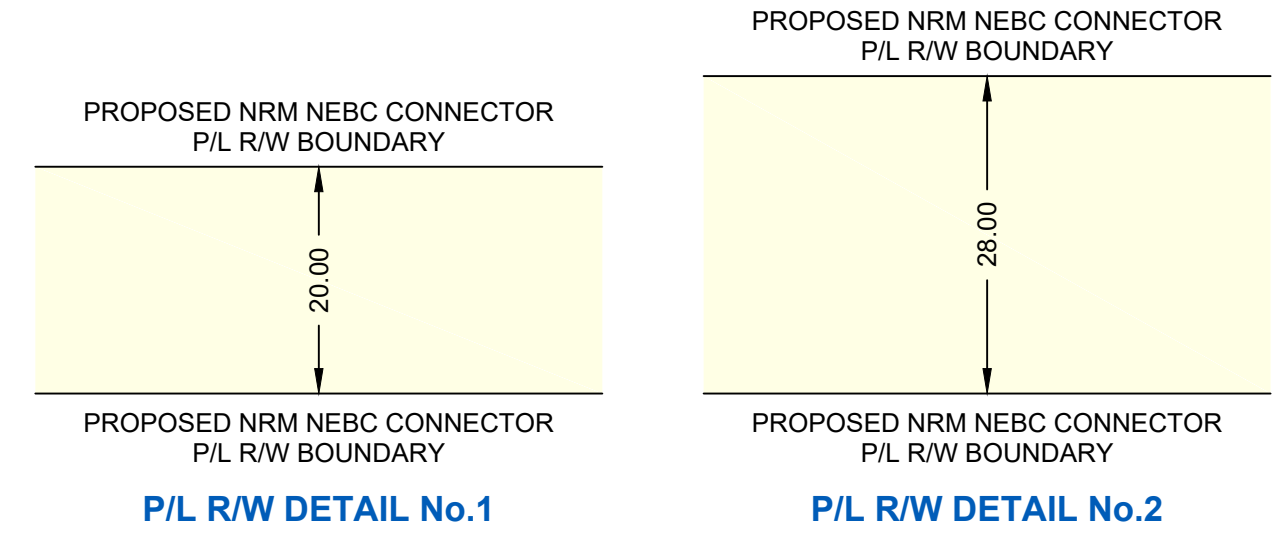 PROPOSED NRM NEBC CONNECTOR
P/L R/W BOUNDARY
20.00
PROPOSED NRM NEBC CONNECTOR
P/L R/W BOUNDARY
P/L R/W DETAIL No.1
PROPOSED NRM NEBC CONNECTOR
P/L R/W BOUNDARY
28.00
PROPOSED NRM NEBC CONNECTOR
P/L R/W BOUNDARY
P/L R/W DETAIL No.2